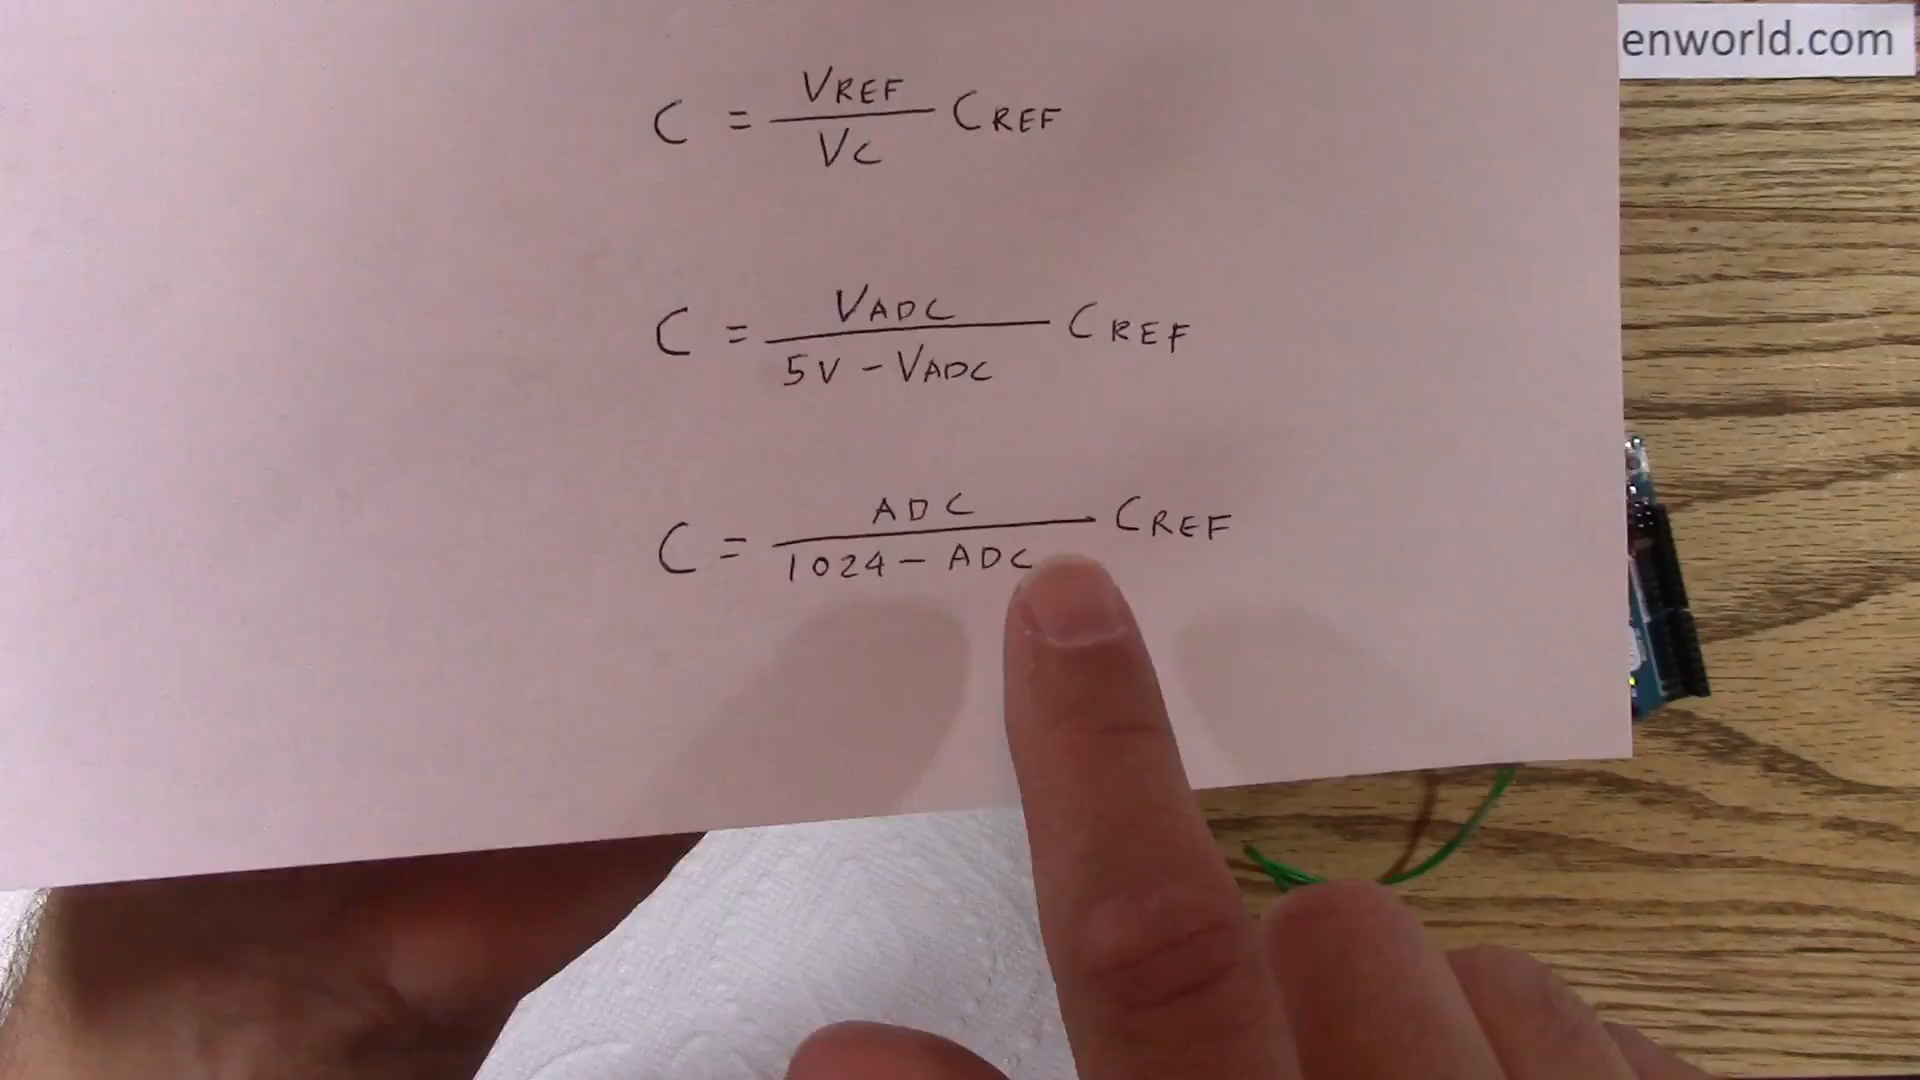 enworld.com
C = VREF / VC CREF
C = VADC / 5V - VADC CREF
C = ADC / 1024 - ADC CREF